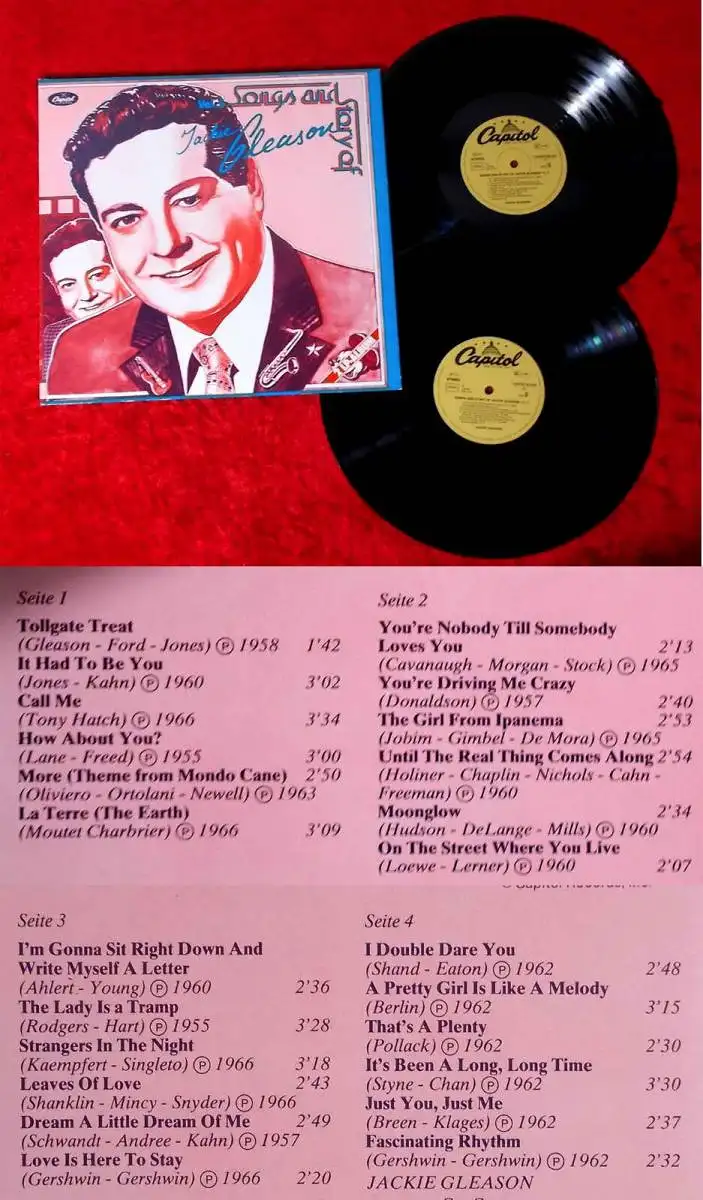 Capitol
Vol. 2 Songs and
Story of
Jackie Gleason
Capitol
Capitol
Seite 1
Tollgate Treat
(Gleason - Ford - Jones) Ⓟ 1958 1'42
It Had To Be You
(Jones - Kahn) Ⓟ 1960 3'02
Call Me
(Tony Hatch) Ⓟ 1966 3'34
How About You?
(Lane - Freed) Ⓟ 1955 3'00
More (Theme from Mondo Cane) 2'50
(Oliviero - Ortolani - Newell) Ⓟ 1963
La Terre (The Earth)
(Moutet Charbrier) Ⓟ 1966 3'09
Seite 2
You're Nobody Till Somebody
Loves You 2'13
(Cavanaugh - Morgan - Stock) Ⓟ 1965
You're Driving Me Crazy
(Donaldson) Ⓟ 1957 2'40
The Girl From Ipanema 2'53
(Jobim - Gimbel - De Mora) Ⓟ 1965
Until The Real Thing Comes Along 2'54
(Holiner - Chaplin - Nichols - Cahn -
Freeman) Ⓟ 1960
Moonglow 2'34
(Hudson - DeLange - Mills) Ⓟ 1960
On The Street Where You Live
(Loewe - Lerner) Ⓟ 1960 2'07
Seite 3
I'm Gonna Sit Right Down And
Write Myself A Letter
(Ahlert - Young) Ⓟ 1960 2'36
The Lady Is a Tramp
(Rodgers - Hart) Ⓟ 1955 3'28
Strangers In The Night
(Kaempfert - Singleto) Ⓟ 1966 3'18
Leaves Of Love 2'43
(Shanklin - Mincy - Snyder) Ⓟ 1966
Dream A Little Dream Of Me 2'49
(Schwandt - Andree - Kahn) Ⓟ 1957
Love Is Here To Stay
(Gershwin - Gershwin) Ⓟ 1966 2'20
Seite 4
I Double Dare You
(Shand - Eaton) Ⓟ 1962 2'48
A Pretty Girl Is Like A Melody
(Berlin) Ⓟ 1962 3'15
That's A Plenty
(Pollack) Ⓟ 1962 2'30
It's Been A Long, Long Time
(Styne - Chan) Ⓟ 1962 3'30
Just You, Just Me
(Breen - Klages) Ⓟ 1962 2'37
Fascinating Rhythm
(Gershwin - Gershwin) Ⓟ 1962 2'32
JACKIE GLEASON